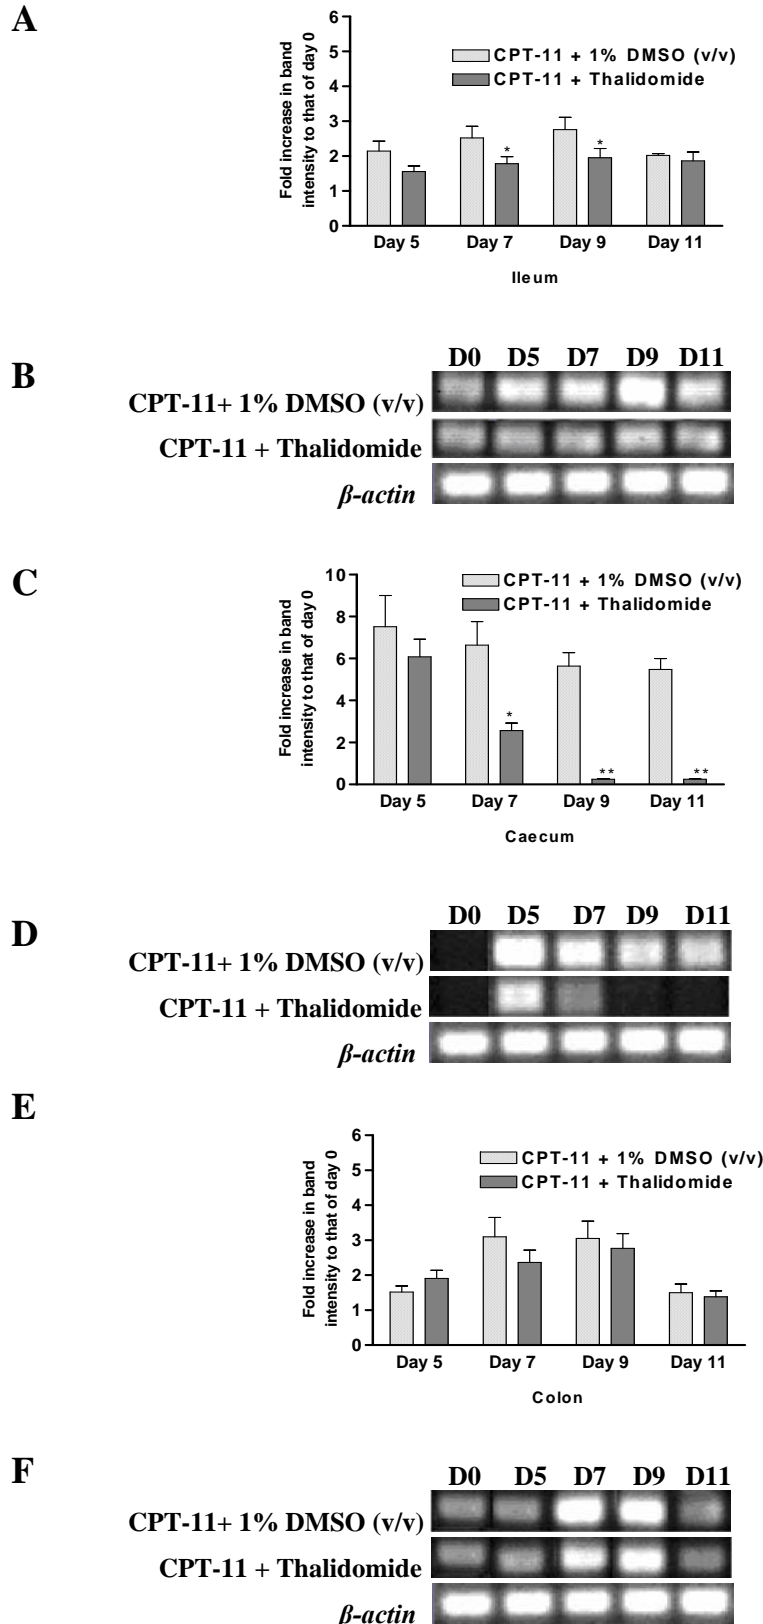 A
6
5
4
3
2
1
0
Fold increase in band
intensity to that of day 0
CPT-11 + 1% DMSO (v/v)
CPT-11 + Thalidomide
*
*
Day 5 Day 7 Day 9 Day 11
Ileum
B
D0 D5 D7 D9 D11
CPT-11+ 1% DMSO (v/v)
CPT-11 + Thalidomide
β-actin
C
10
8
6
4
2
0
Fold increase in band
intensity to that of day 0
CPT-11 + 1% DMSO (v/v)
CPT-11 + Thalidomide
*
**
**
Day 5 Day 7 Day 9 Day 11
Caecum
D
D0 D5 D7 D9 D11
CPT-11+ 1% DMSO (v/v)
CPT-11 + Thalidomide
β-actin
E
6
5
4
3
2
1
0
Fold increase in band
intensity to that of day 0
CPT-11 + 1% DMSO (v/v)
CPT-11 + Thalidomide
Day 5 Day 7 Day 9 Day 11
Colon
F
D0 D5 D7 D9 D11
CPT-11+ 1% DMSO (v/v)
CPT-11 + Thalidomide
β-actin